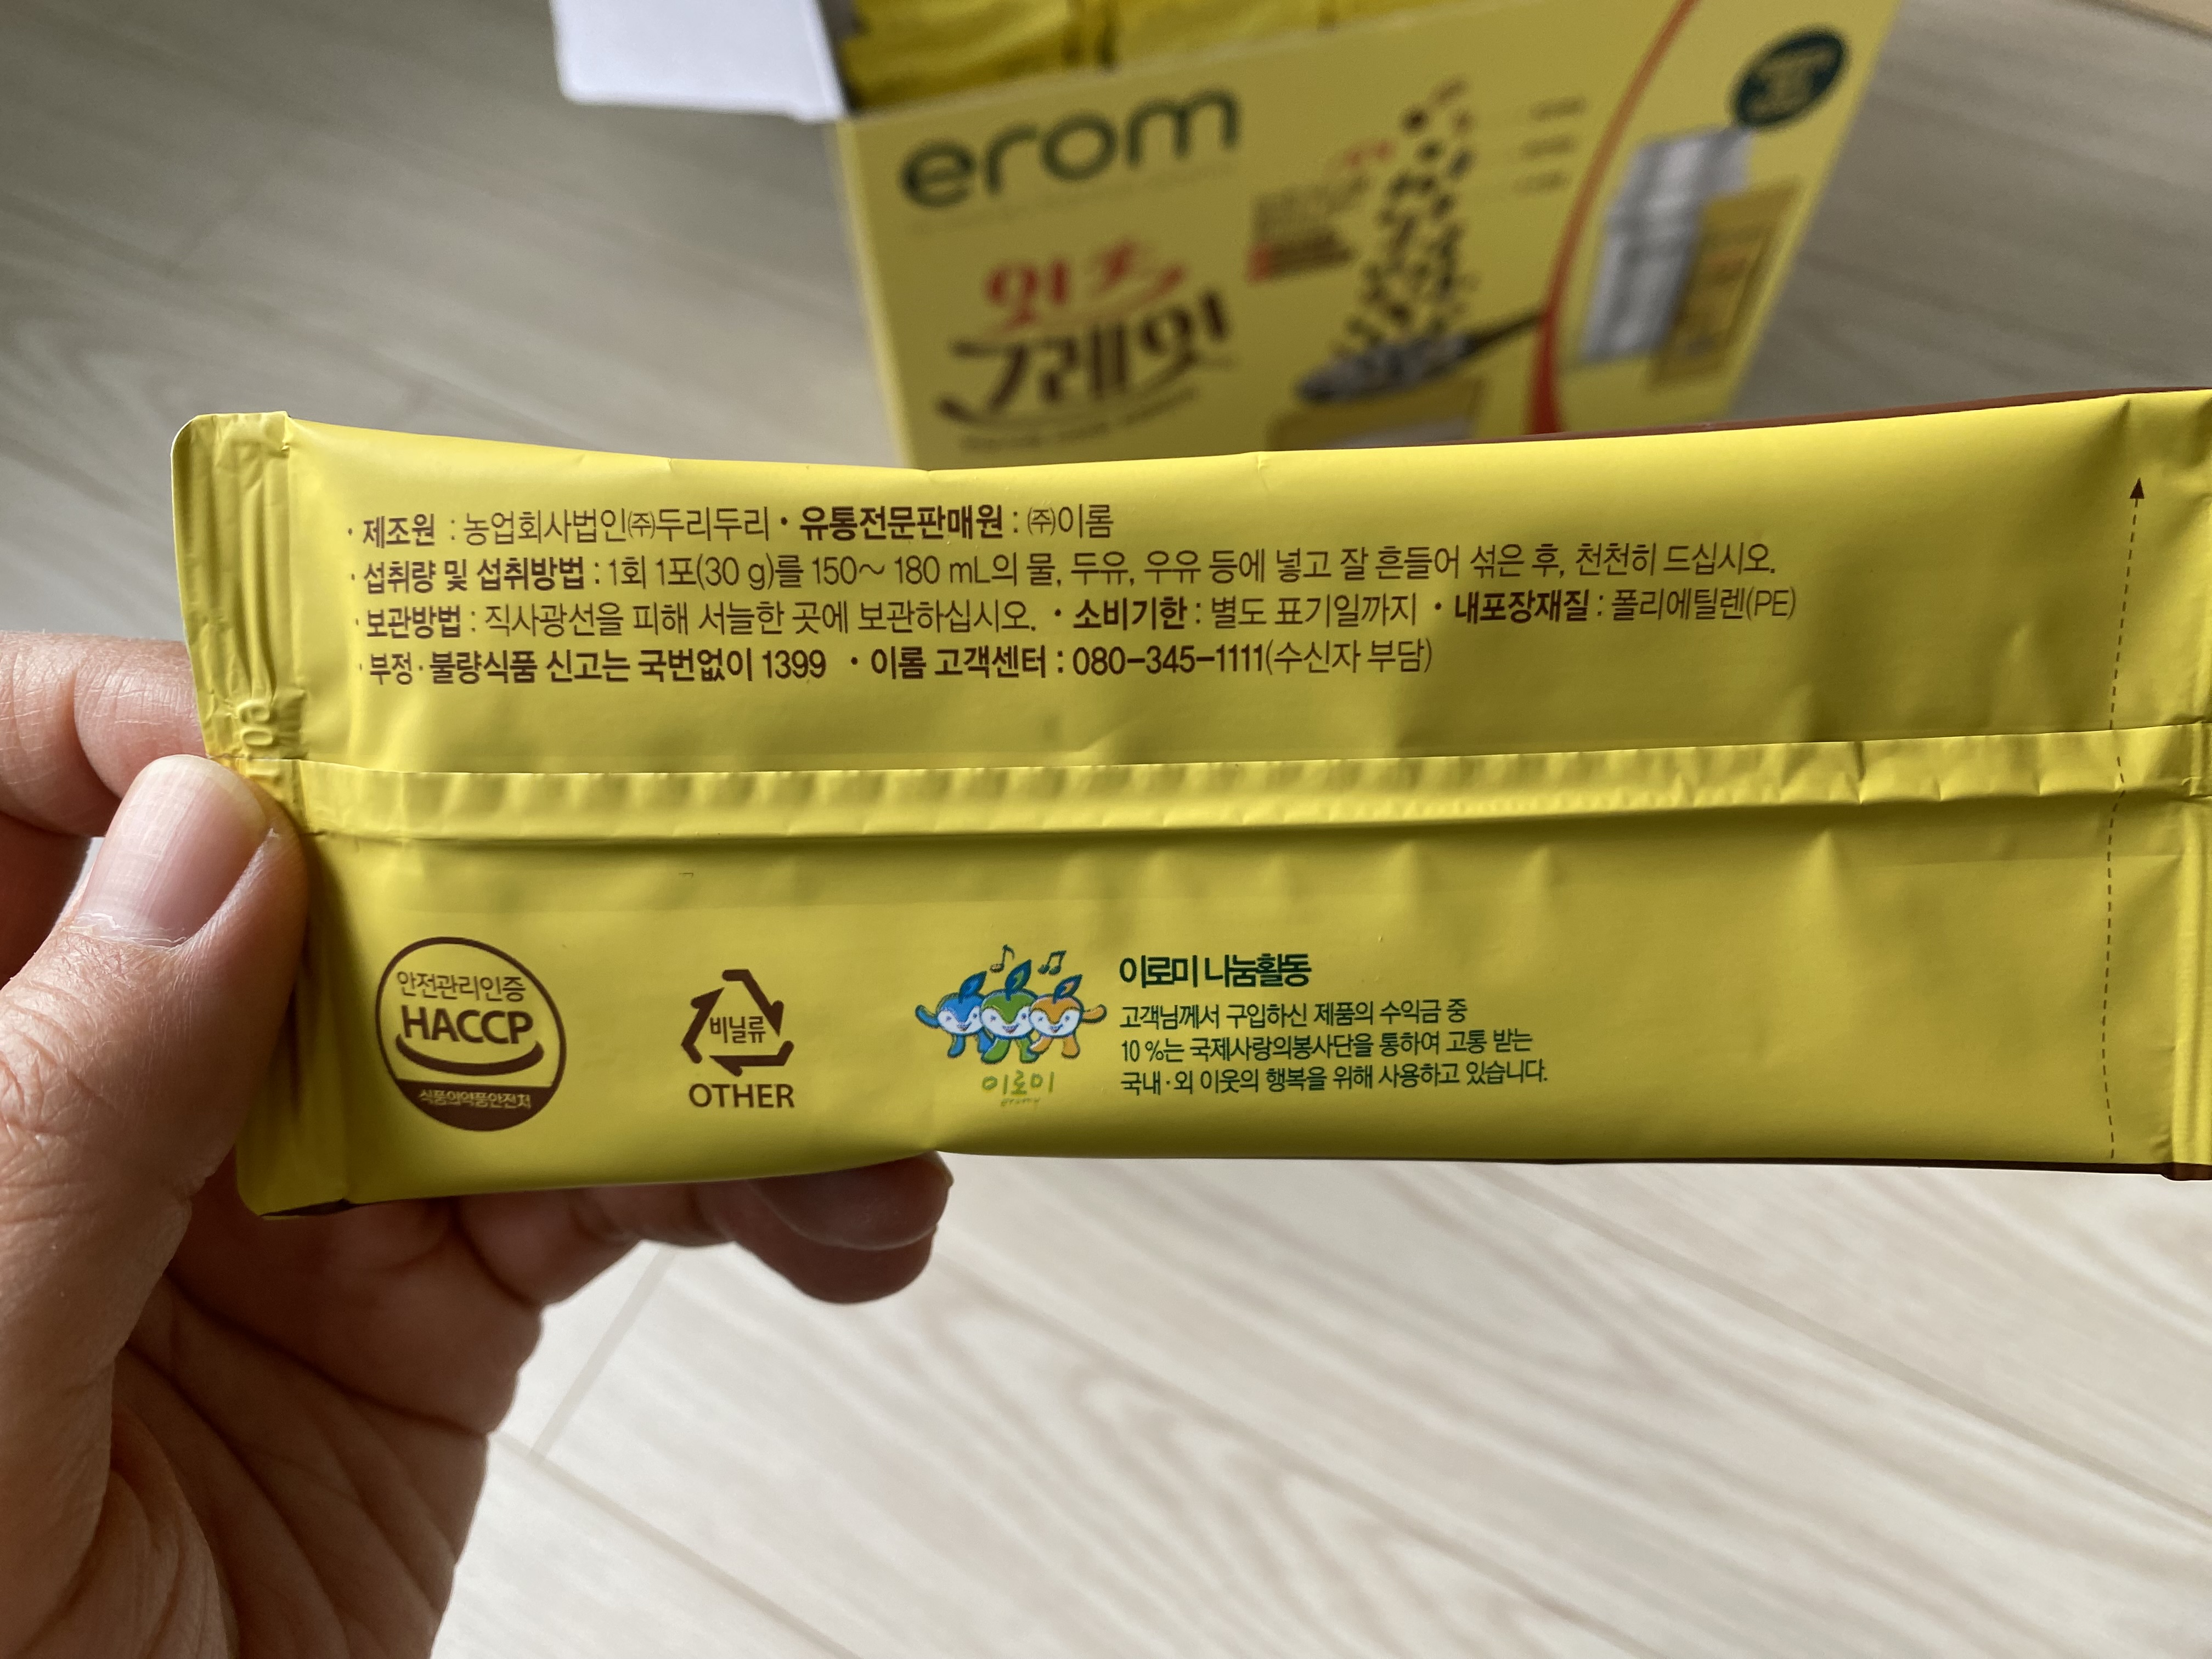 erom
잇츠
그레잇
· 제조원 : 농업회사법인㈜두리두리 · 유통전문판매원 : ㈜이롬
· 섭취량 및 섭취방법 : 1회 1포(30 g)를 150~ 180 mL의 물, 두유, 우유 등에 넣고 잘 흔들어 섞은 후, 천천히 드십시오.
· 보관방법 : 직사광선을 피해 서늘한 곳에 보관하십시오. · 소비기한 : 별도 표기일까지 · 내포장재질 : 폴리에틸렌(PE)
· 부정·불량식품 신고는 국번없이 1399 · 이롬 고객센터 : 080-345-1111(수신자 부담)
안전관리인증
HACCP
식품의약품안전처
비닐류
OTHER
이로미
이로미 나눔활동
고객님께서 구입하신 제품의 수익금 중
10 %는 국제사랑의봉사단을 통하여 고통 받는
국내·외 이웃의 행복을 위해 사용하고 있습니다.